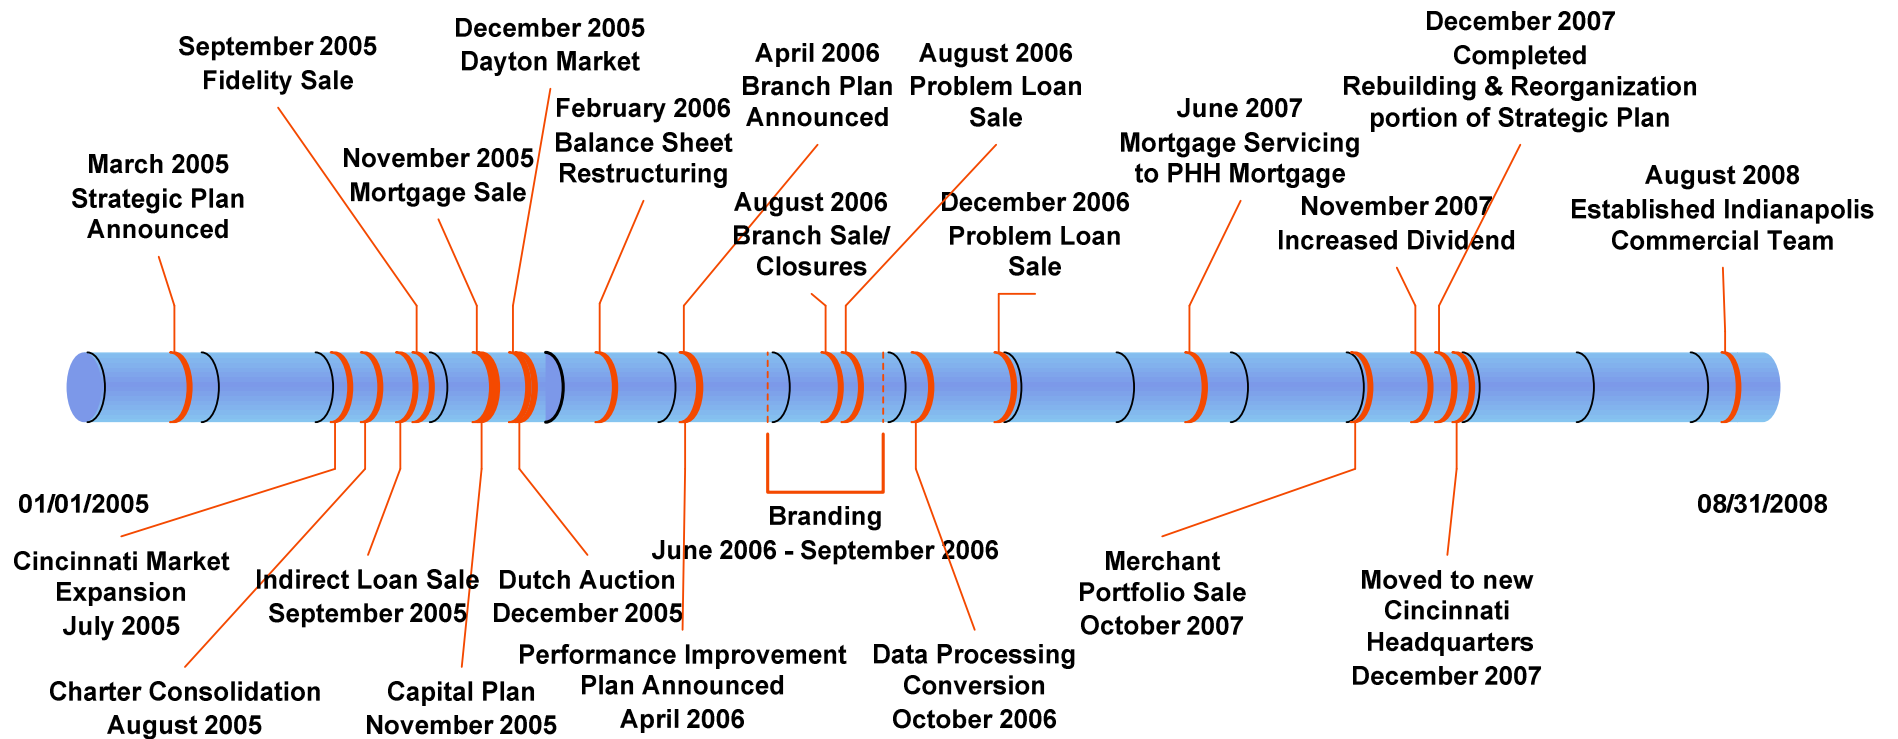 December 2007
Completed
Rebuilding & Reorganization
portion of Strategic Plan
December 2005
Dayton Market
September 2005
Fidelity Sale
April 2006
Branch Plan
Announced
August 2006
Problem Loan
Sale
February 2006
Balance Sheet
Restructuring
June 2007
Mortgage Servicing
to PHH Mortgage
March 2005
Strategic Plan
Announced
November 2005
Mortgage Sale
August 2006
Branch Sale/
Closures
December 2006
Problem Loan
Sale
November 2007
Increased Dividend
August 2008
Established Indianapolis
Commercial Team
01/01/2005
08/31/2008
Cincinnati Market
Expansion
July 2005
Charter Consolidation
August 2005
Indirect Loan Sale
September 2005
Capital Plan
November 2005
Dutch Auction
December 2005
Performance Improvement
Plan Announced
April 2006
Branding
June 2006 - September 2006
Data Processing
Conversion
October 2006
Merchant
Portfolio Sale
October 2007
Moved to new
Cincinnati
Headquarters
December 2007